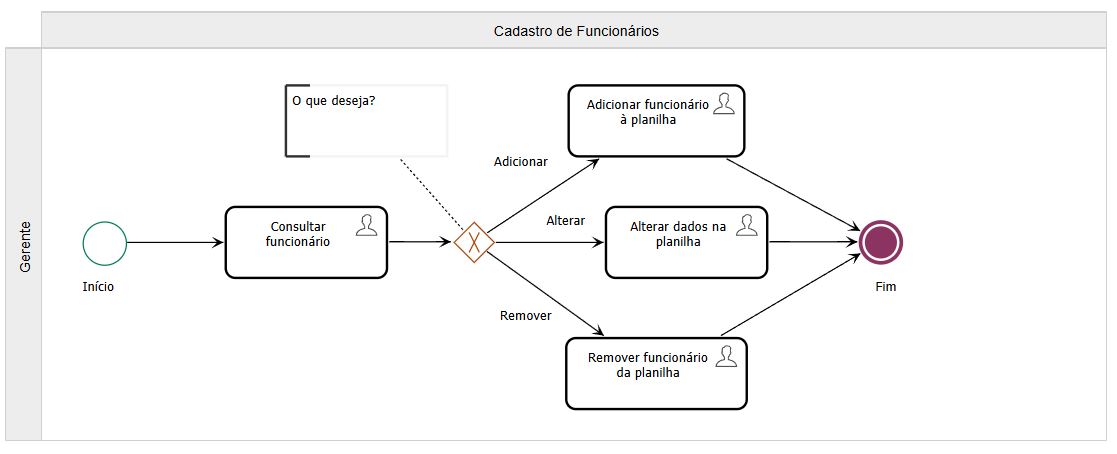 Cadastro de Funcionários
Gerente
O que deseja?
Adicionar funcionário
à planilha
Adicionar
Consultar
funcionário
Alterar
Alterar dados na
planilha
Início
Fim
Remover
Remover funcionário
da planilha